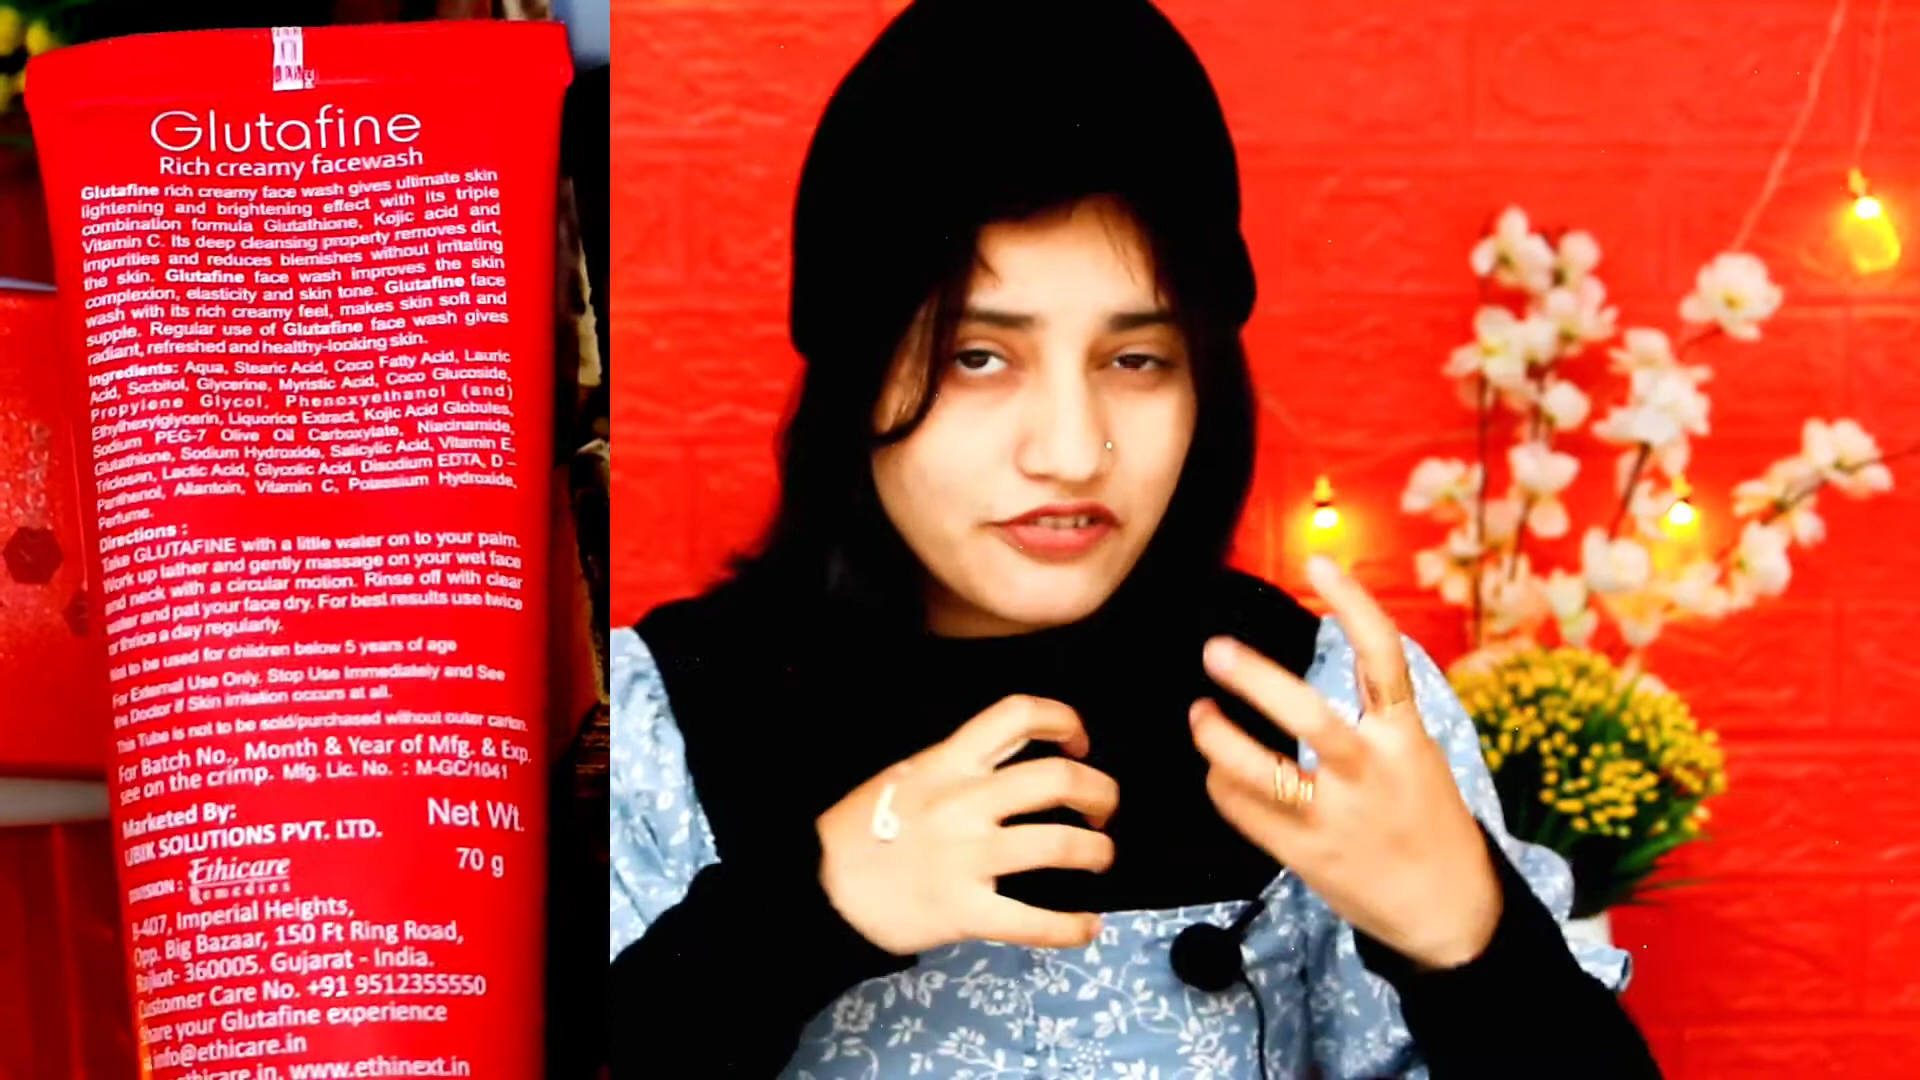 Glutafine
Rich creamy facewash
Glutafine rich creamy face wash gives ultimate skin
lightening and brightening effect with its triple
combination formula Glutathione, Kojic acid and
Vitamin C. Its deep cleansing property removes dirt,
impurities and reduces blemishes without irritating
the skin. Glutafine face wash improves the skin
complexion, elasticity and skin tone. Glutafine face
wash with its rich creamy feel, makes skin soft and
supple. Regular use of Glutafine face wash gives
radiant, refreshed and healthy-looking skin.
Ingredients: Aqua, Stearic Acid, Coco Fatty Acid, Lauric
Acid, Sorbitol, Glycerine, Myristic Acid, Coco Glucoside,
Propylene Glycol, Phenoxyethanol (and)
Ethylhexylglycerin, Liquorice Extract, Kojic Acid Globules,
Sodium PEG-7 Olive Oil Carboxylate, Niacinamide,
Glutathione, Sodium Hydroxide, Salicylic Acid, Vitamin E,
Triclosan, Lactic Acid, Glycolic Acid, Disodium EDTA, D -
Panthenol, Allantoin, Vitamin C, Potassium Hydroxide,
Perfume.
Directions :
Take GLUTAFINE with a little water on to your palm.
Work up lather and gently massage on your wet face
and neck with a circular motion. Rinse off with clear
water and pat your face dry. For best results use twice
or thrice a day regularly.
Not to be used for children below 5 years of age
For External Use Only. Stop Use Immediately and See
the Doctor if Skin irritation occurs at all.
This Tube is not to be sold/purchased without outer carton.
For Batch No., Month & Year of Mfg. & Exp.
see on the crimp. Mfg. Lic. No. : M-GC/1041
Marketed By:
UBIK SOLUTIONS PVT. LTD.
Net Wt.
70 g
DIVISION : Ethicare
Remedies
B-407, Imperial Heights,
Opp. Big Bazaar, 150 Ft Ring Road,
Rajkot- 360005. Gujarat - India.
Customer Care No. +91 9512355550
Share your Glutafine experience
info@ethicare.in
www.ethinext.in